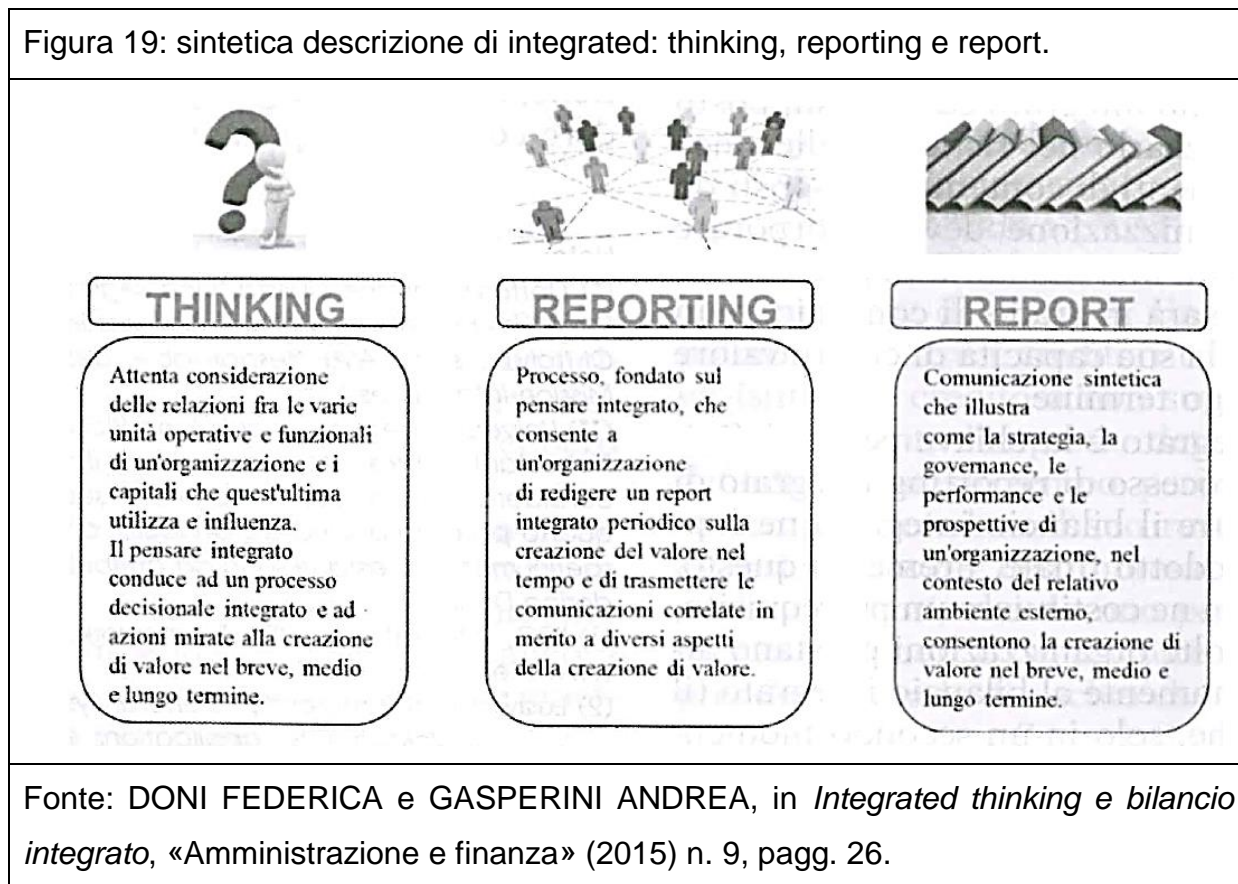 Figura 19: sintetica descrizione di integrated: thinking, reporting e report.
THINKING
Attenta considerazione
delle relazioni fra le varie
unità operative e funzionali
di un'organizzazione e i
capitali che quest'ultima
utilizza e influenza.
Il pensare integrato
conduce ad un processo
decisionale integrato e ad
azioni mirate alla creazione
di valore nel breve, medio
e lungo termine.
REPORTING
Processo, fondato sul
pensare integrato, che
consente a
un'organizzazione
di redigere un report
integrato periodico sulla
creazione del valore nel
tempo e di trasmettere le
comunicazioni correlate in
merito a diversi aspetti
della creazione di valore.
REPORT
Comunicazione sintetica
che illustra
come la strategia, la
governance, le
performance e le
prospettive di
un'organizzazione, nel
contesto del relativo
ambiente esterno,
consentono la creazione di
valore nel breve, medio e
lungo termine.
Fonte: DONI FEDERICA e GASPERINI ANDREA, in Integrated thinking e bilancio
integrato, «Amministrazione e finanza» (2015) n. 9, pagg. 26.